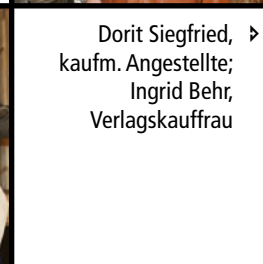 Dorit Siegfried,
kaufm. Angestellte;
Ingrid Behr,
Verlagskauffrau